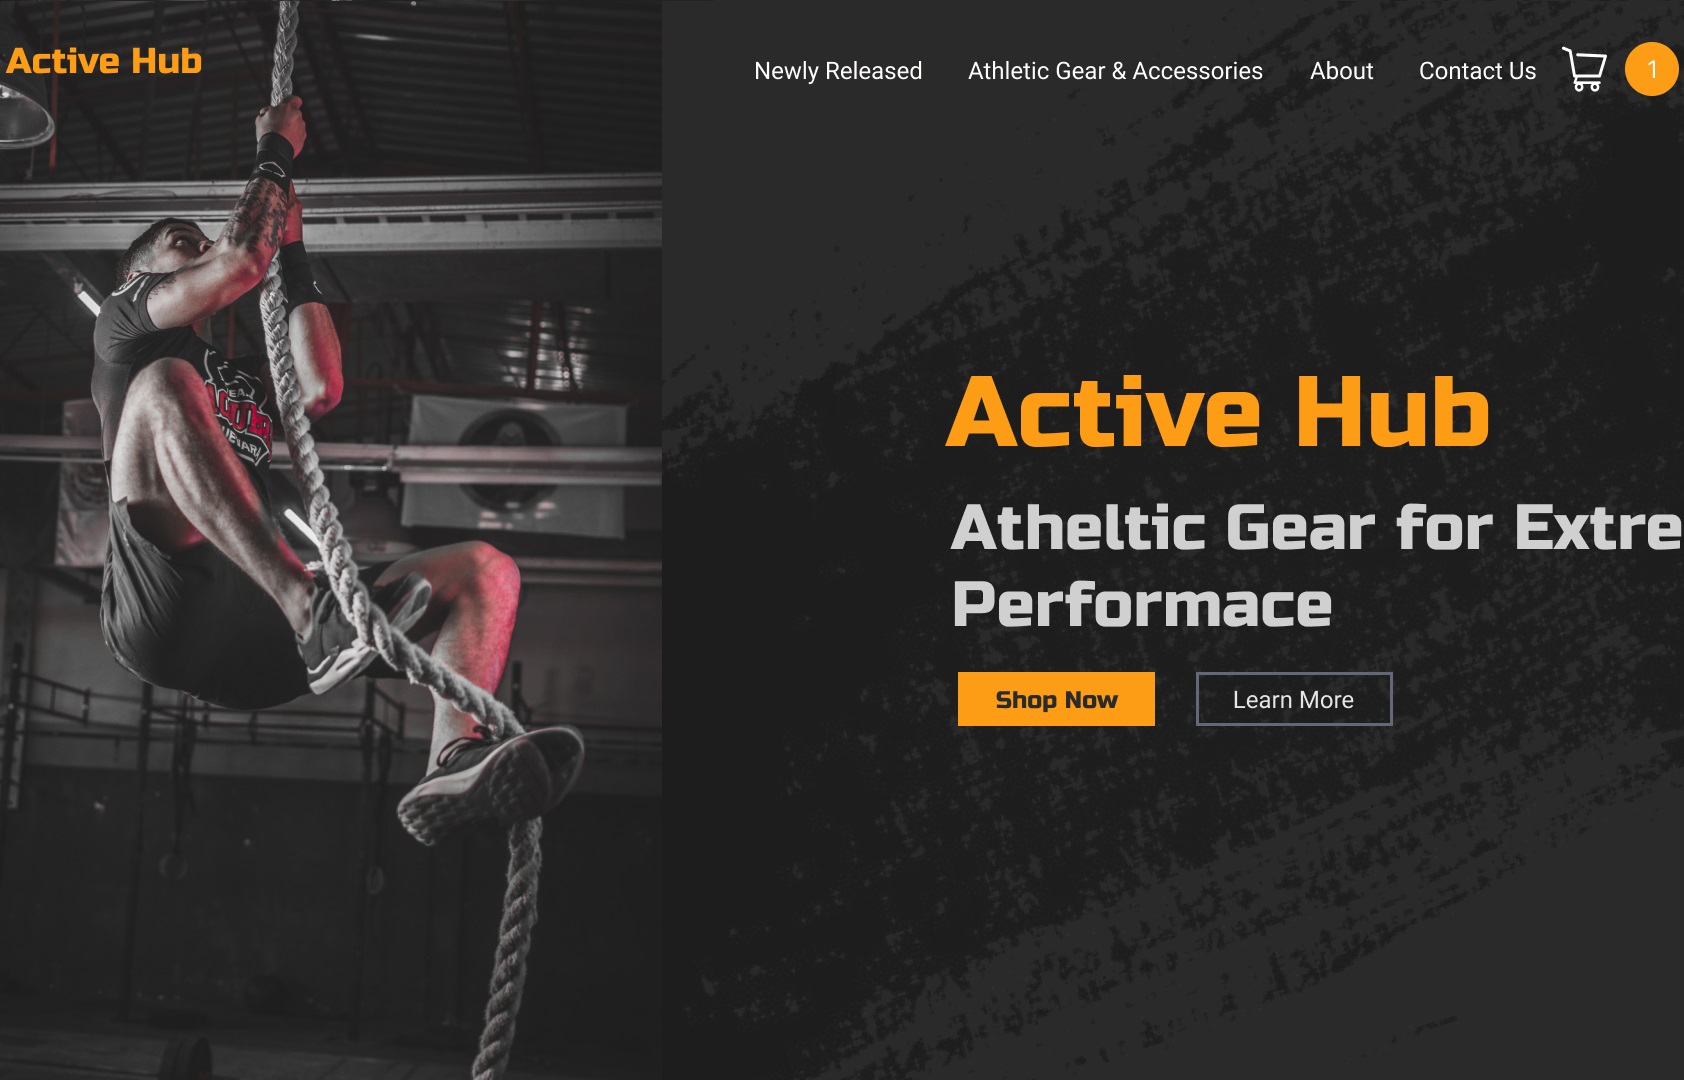 Active Hub
Newly Released Athletic Gear & Accessories About Contact Us 1
Active Hub
Atheltic Gear for Extre
Performace
Shop Now Learn More